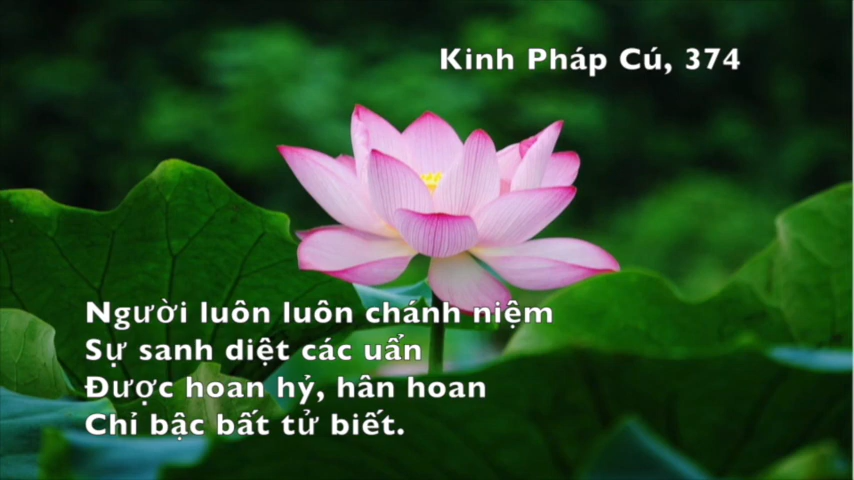 Kinh Pháp Cú, 374
Người luôn luôn chánh niệm
Sự sanh diệt các uẩn
Được hoan hỷ, hân hoan
Chỉ bậc bất tử biết.